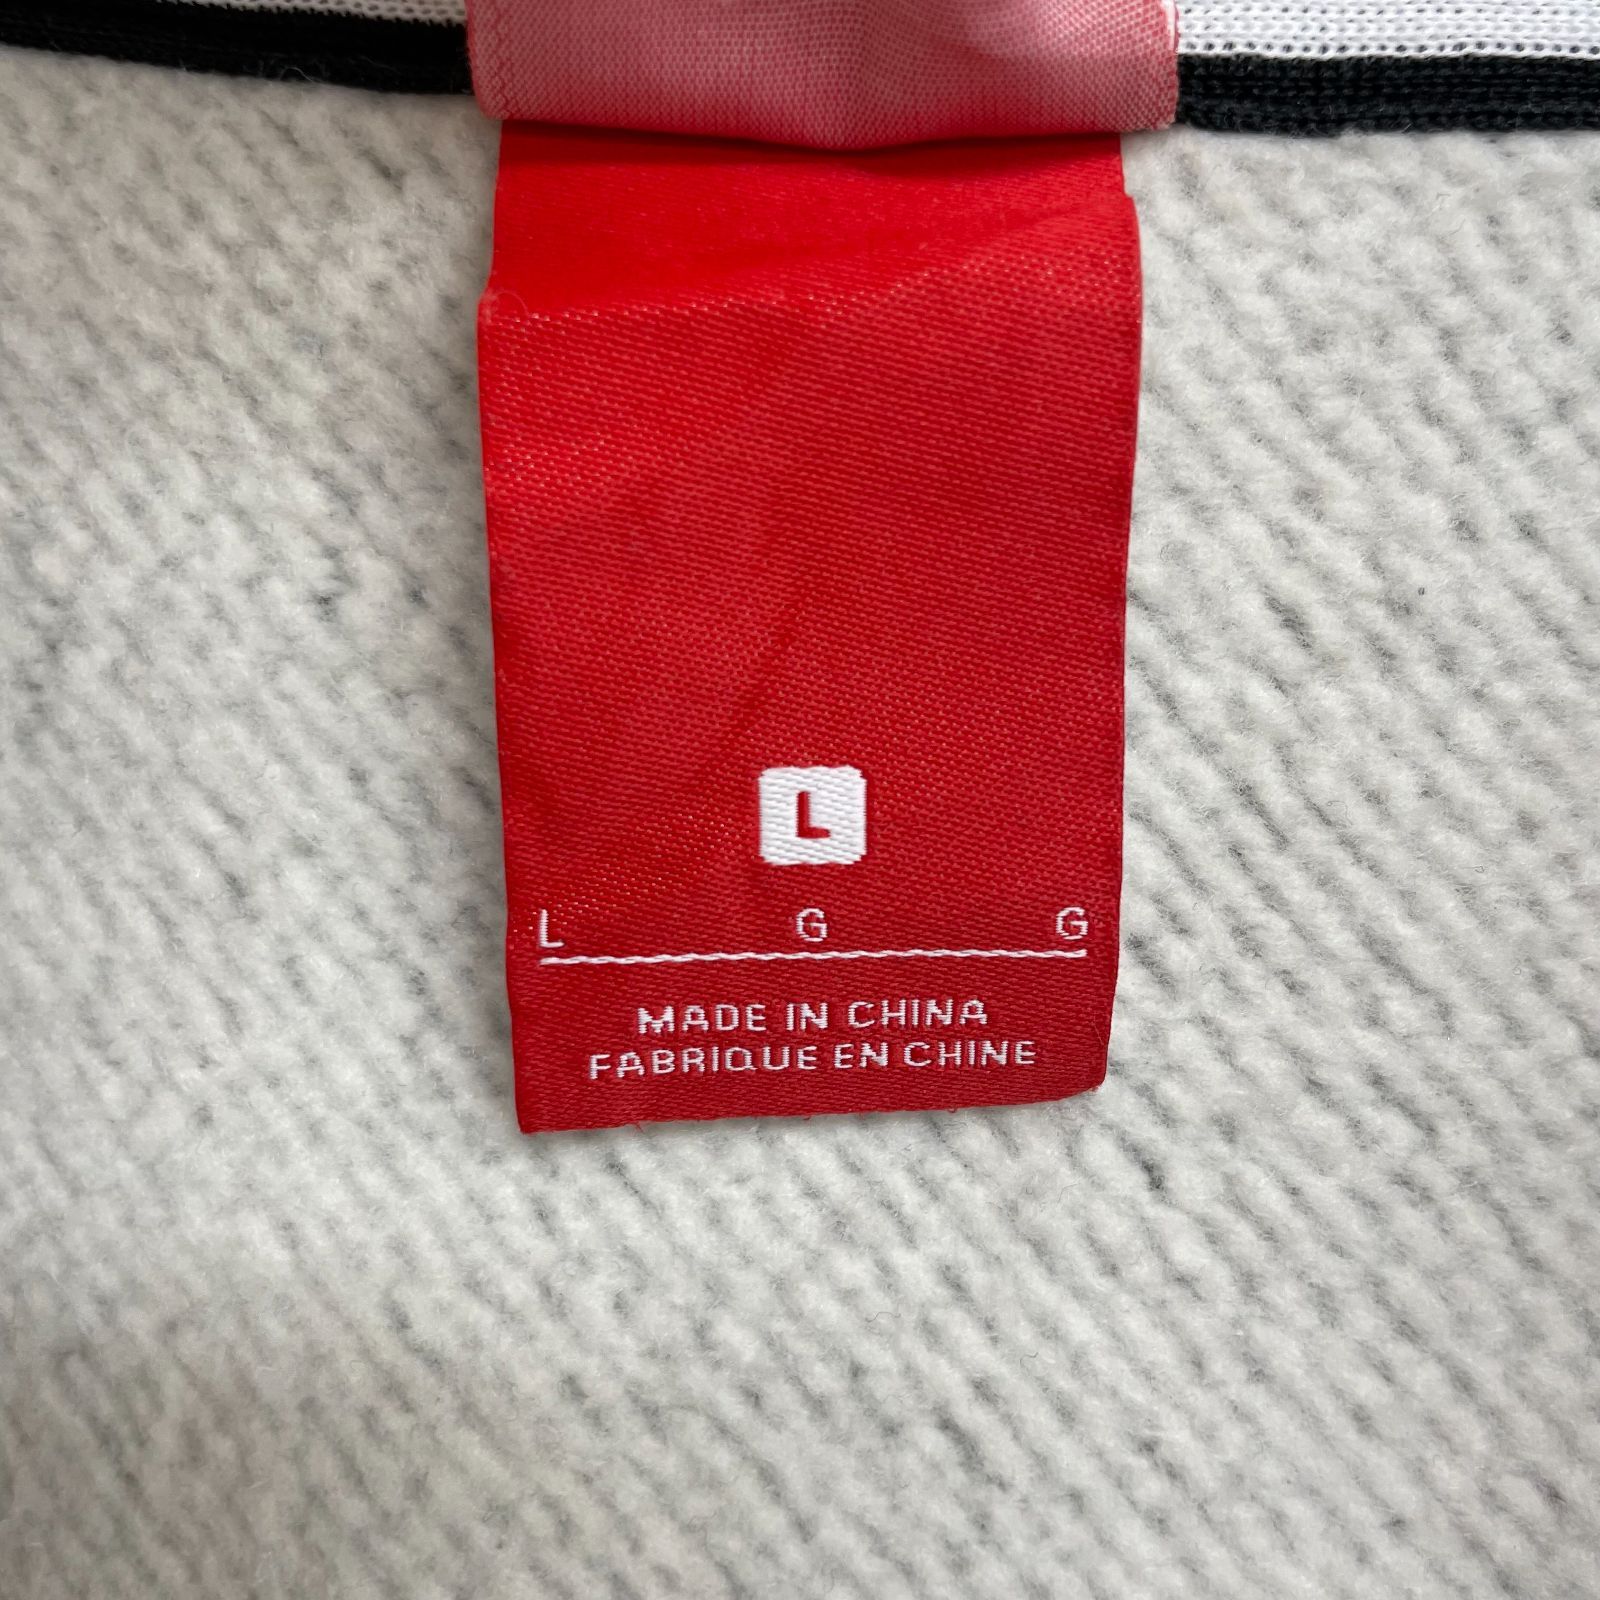 L
L G G
MADE IN CHINA
FABRIQUE EN CHINE